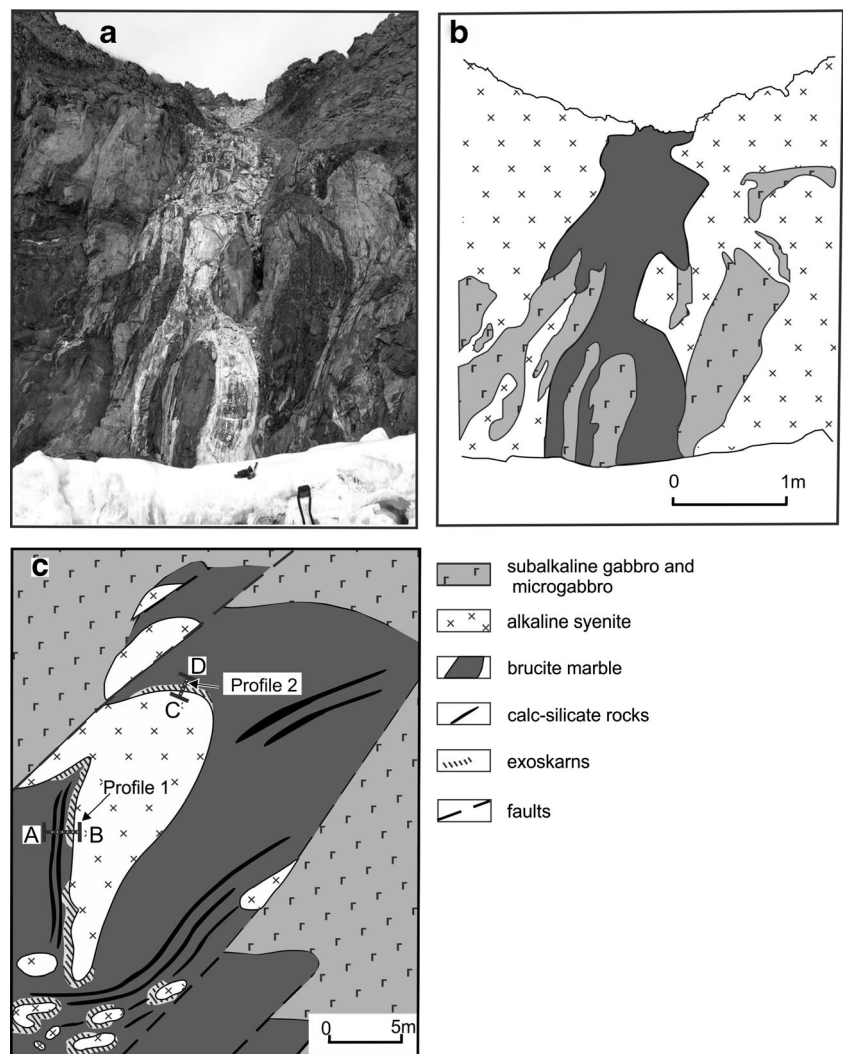 a
b
0 1m
c
D
Profile 2
C
Profile 1
A B
0 5m
subalkaline gabbro and
microgabbro
alkaline syenite
brucite marble
calc-silicate rocks
exoskarns
faults